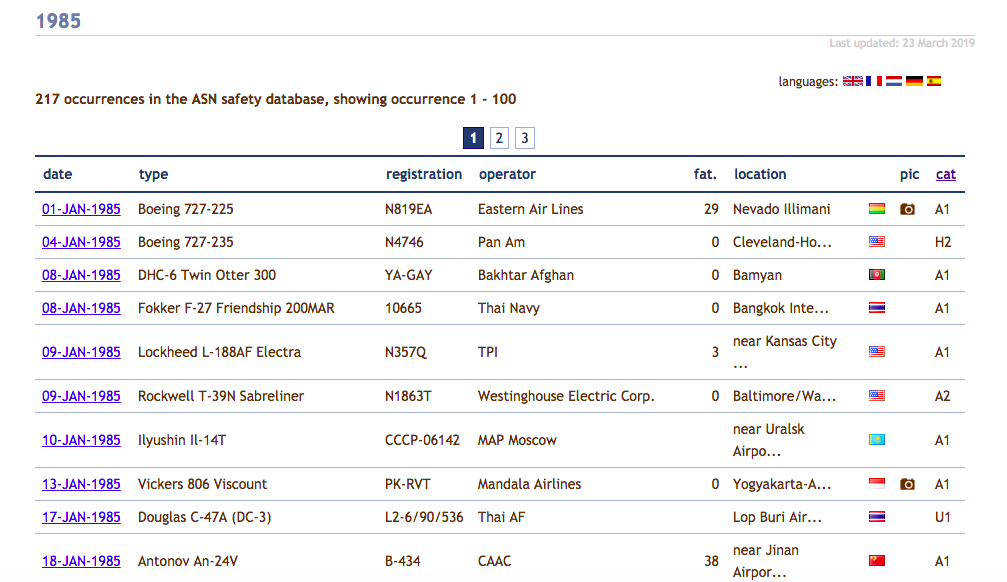 1985
Last updated: 23 March 2019
languages:
217 occurrences in the ASN safety database, showing occurrence 1 - 100
1 2 3
date type registration operator fat. location pic cat
01-JAN-1985 Boeing 727-225 N819EA Eastern Air Lines 29 Nevado Illimani A1
04-JAN-1985 Boeing 727-235 N4746 Pan Am 0 Cleveland-Ho... H2
08-JAN-1985 DHC-6 Twin Otter 300 YA-GAY Bakhtar Afghan 0 Bamyan A1
08-JAN-1985 Fokker F-27 Friendship 200MAR 10665 Thai Navy 0 Bangkok Inte... A1
09-JAN-1985 Lockheed L-188AF Electra N357Q TPI 3 near Kansas City ... A1
09-JAN-1985 Rockwell T-39N Sabreliner N1863T Westinghouse Electric Corp. 0 Baltimore/Wa... A2
10-JAN-1985 Ilyushin Il-14T CCCP-06142 MAP Moscow near Uralsk Airpo... A1
13-JAN-1985 Vickers 806 Viscount PK-RVT Mandala Airlines 0 Yogyakarta-A... A1
17-JAN-1985 Douglas C-47A (DC-3) L2-6/90/536 Thai AF Lop Buri Air... U1
18-JAN-1985 Antonov An-24V B-434 CAAC 38 near Jinan Airpor... A1